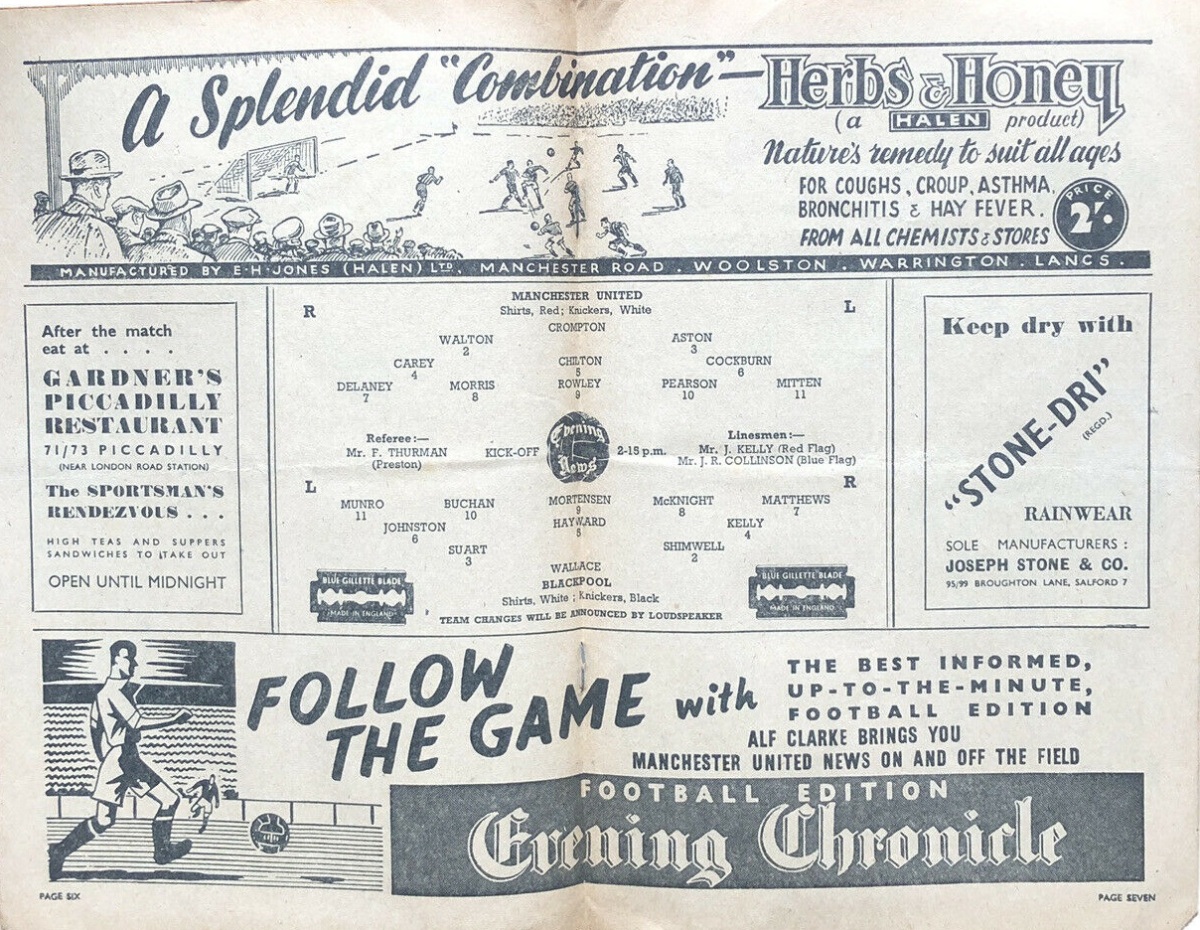 A Splendid "Combination"—
Herbs & Honey
(a HALEN product)
Nature's remedy to suit all ages
FOR COUGHS, CROUP, ASTHMA,
BRONCHITIS & HAY FEVER.
FROM ALL CHEMISTS & STORES
PRICE
2/-
MANUFACTURED BY E·H·JONES (HALEN) LTD. MANCHESTER ROAD . WOOLSTON . WARRINGTON . LANCS.
After the match
eat at . . . .
GARDNER'S
PICCADILLY
RESTAURANT
71/73 PICCADILLY
(NEAR LONDON ROAD STATION)
The SPORTSMAN'S
RENDEZVOUS . . .
HIGH TEAS AND SUPPERS
SANDWICHES TO TAKE OUT
OPEN UNTIL MIDNIGHT
MANCHESTER UNITED
R Shirts, Red; Knickers, White L
CROMPTON
WALTON ASTON
2 3
CAREY CHILTON COCKBURN
4 5 6
DELANEY MORRIS ROWLEY PEARSON MITTEN
7 8 9 10 11
Referee:— Linesmen:—
Mr. F. THURMAN KICK-OFF Evening News 2-15 p.m. Mr. J. KELLY (Red Flag)
(Preston) Mr. J. R. COLLINSON (Blue Flag)
L R
MUNRO BUCHAN MORTENSEN McKNIGHT MATTHEWS
11 10 9 8 7
JOHNSTON HAYWARD KELLY
6 5 4
SUART SHIMWELL
3 2
WALLACE
BLACKPOOL
Shirts, White ; Knickers, Black
TEAM CHANGES WILL BE ANNOUNCED BY LOUDSPEAKER
BLUE GILLETTE BLADE
MADE IN ENGLAND
BLUE GILLETTE BLADE
MADE IN ENGLAND
Keep dry with
"STONE-DRI"
(REGD.)
RAINWEAR
SOLE MANUFACTURERS :
JOSEPH STONE & CO.
95/99 BROUGHTON LANE, SALFORD 7
FOLLOW
THE GAME with
THE BEST INFORMED,
UP-TO-THE-MINUTE,
FOOTBALL EDITION
ALF CLARKE BRINGS YOU
MANCHESTER UNITED NEWS ON AND OFF THE FIELD
FOOTBALL EDITION
Evening Chronicle
PAGE SIX
PAGE SEVEN